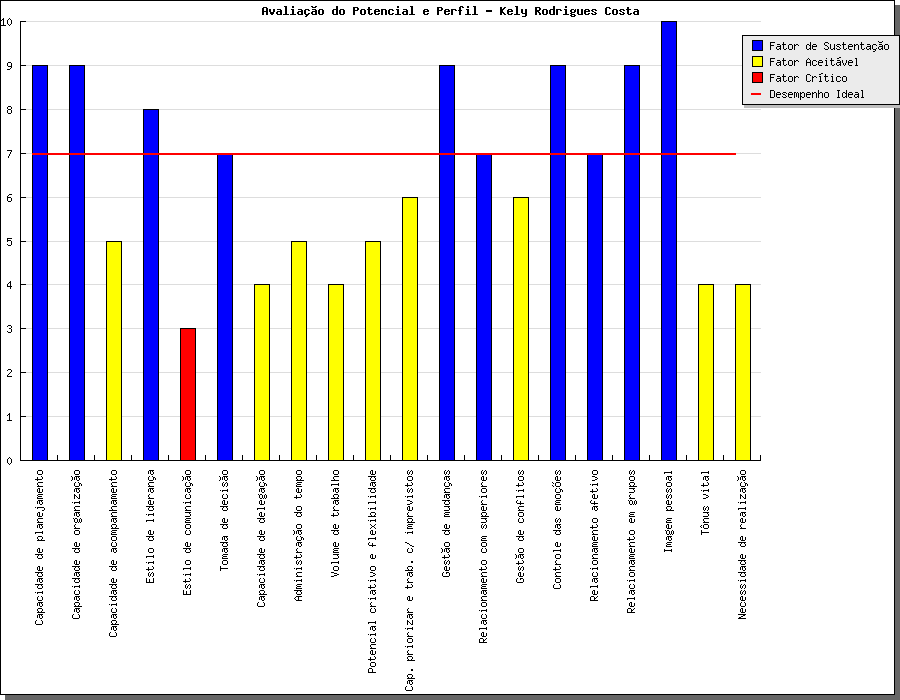 Avaliação do Potencial e Perfil - Kely Rodrigues Costa
Fator de Sustentação
Fator Aceitável
Fator Crítico
Desempenho Ideal
10
9
8
7
6
5
4
3
2
1
0
Capacidade de planejamento
Capacidade de organização
Capacidade de acompanhamento
Estilo de liderança
Estilo de comunicação
Tomada de decisão
Capacidade de delegação
Administração do tempo
Volume de trabalho
Potencial criativo e flexibilidade
Cap. priorizar e trab. c/ imprevistos
Gestão de mudanças
Relacionamento com superiores
Gestão de conflitos
Controle das emoções
Relacionamento afetivo
Relacionamento em grupos
Imagem pessoal
Tônus vital
Necessidade de realização